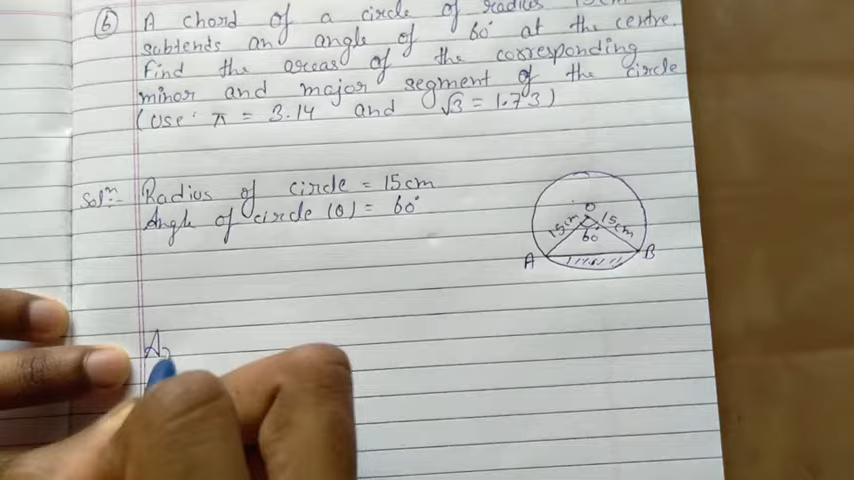 6 A chord of a circle of radius 15cm
subtends an angle of 60° at the centre.
Find the areas of the corresponding
minor and major segment of the circle
(Use π = 3.14 and √3 = 1.73)
Solⁿ:- Radius of circle = 15cm
Angle of circle (θ) = 60°
O
15cm 15cm
60°
A B
A